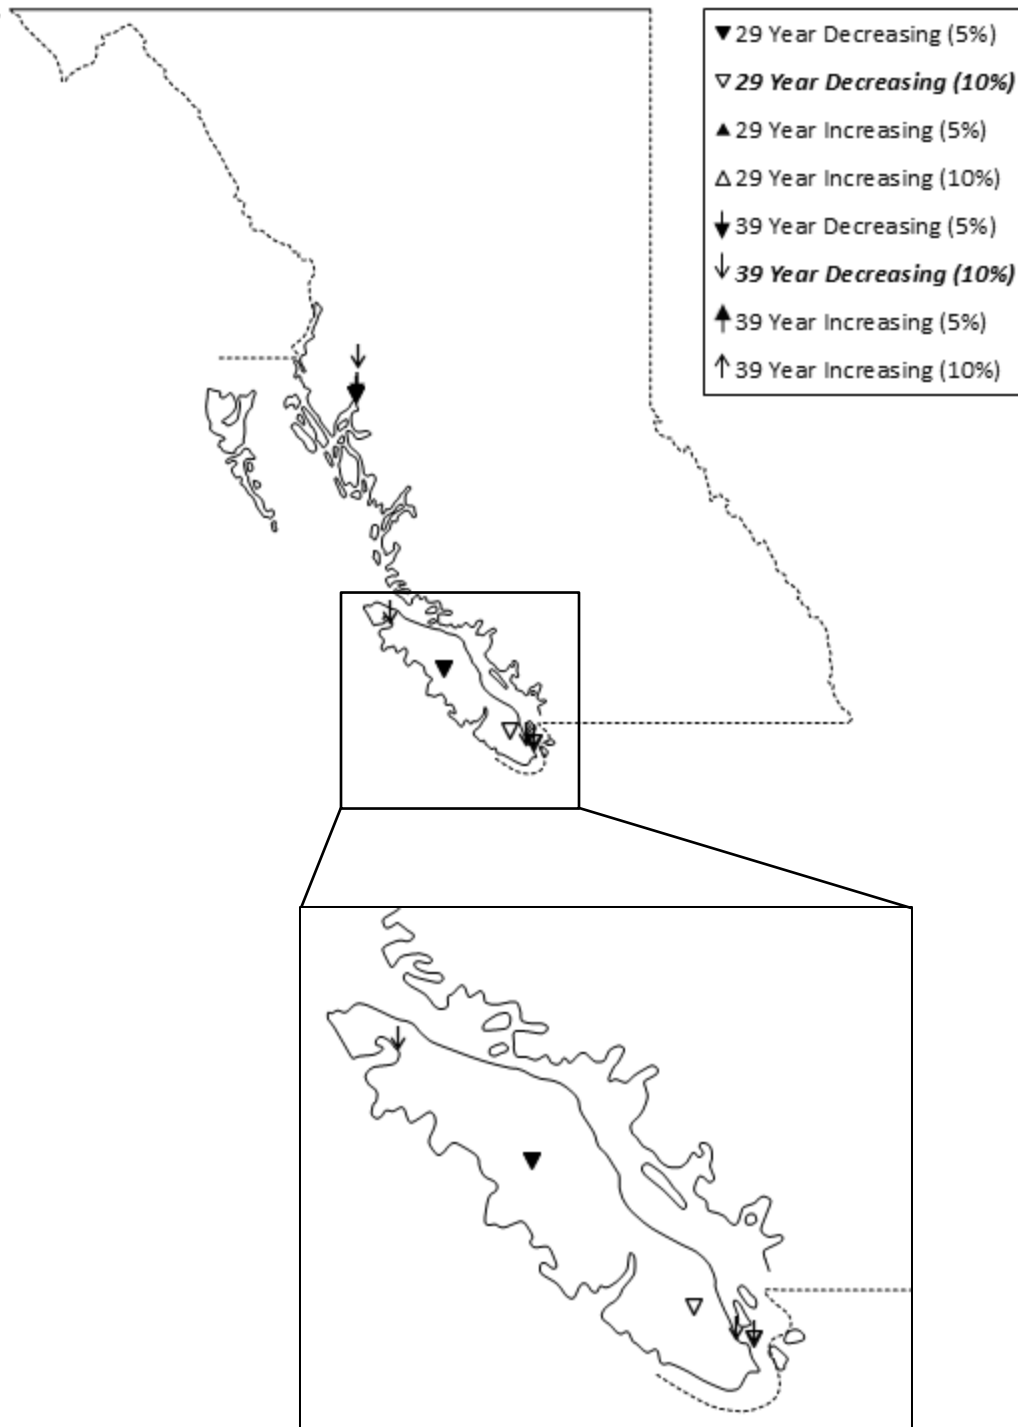 29 Year Decreasing (5%)
29 Year Decreasing (10%)
29 Year Increasing (5%)
29 Year Increasing (10%)
39 Year Decreasing (5%)
39 Year Decreasing (10%)
39 Year Increasing (5%)
39 Year Increasing (10%)